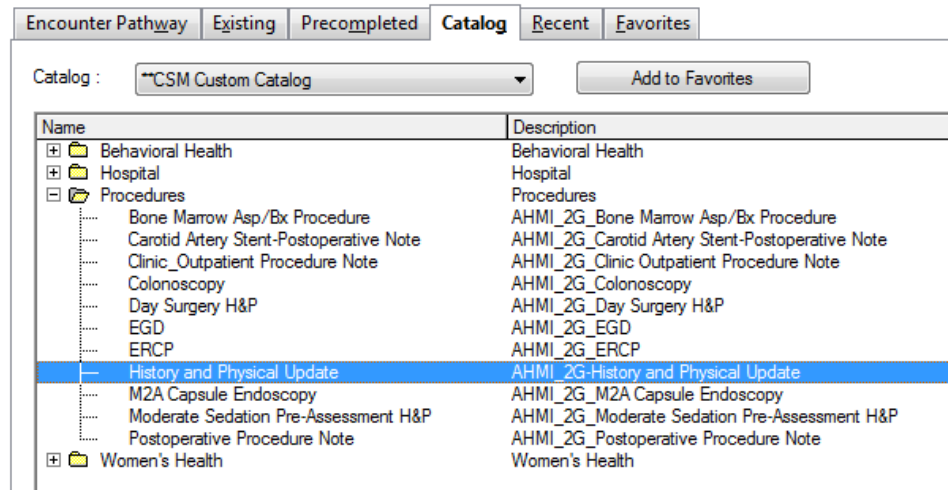 Encounter Pathway Existing Precompleted Catalog Recent Favorites
Catalog : **CSM Custom Catalog Add to Favorites
Name Description
Behavioral Health Behavioral Health
Hospital Hospital
Procedures Procedures
Bone Marrow Asp/Bx Procedure AHMI_2G_Bone Marrow Asp/Bx Procedure
Carotid Artery Stent-Postoperative Note AHMI_2G_Carotid Artery Stent-Postoperative Note
Clinic_Outpatient Procedure Note AHMI_2G_Clinic Outpatient Procedure Note
Colonoscopy AHMI_2G_Colonoscopy
Day Surgery H&P AHMI_2G_Day Surgery H&P
EGD AHMI_2G_EGD
ERCP AHMI_2G_ERCP
History and Physical Update AHMI_2G-History and Physical Update
M2A Capsule Endoscopy AHMI_2G_M2A Capsule Endoscopy
Moderate Sedation Pre-Assessment H&P AHMI_2G_Moderate Sedation Pre-Assessment H&P
Postoperative Procedure Note AHMI_2G_Postoperative Procedure Note
Women's Health Women's Health